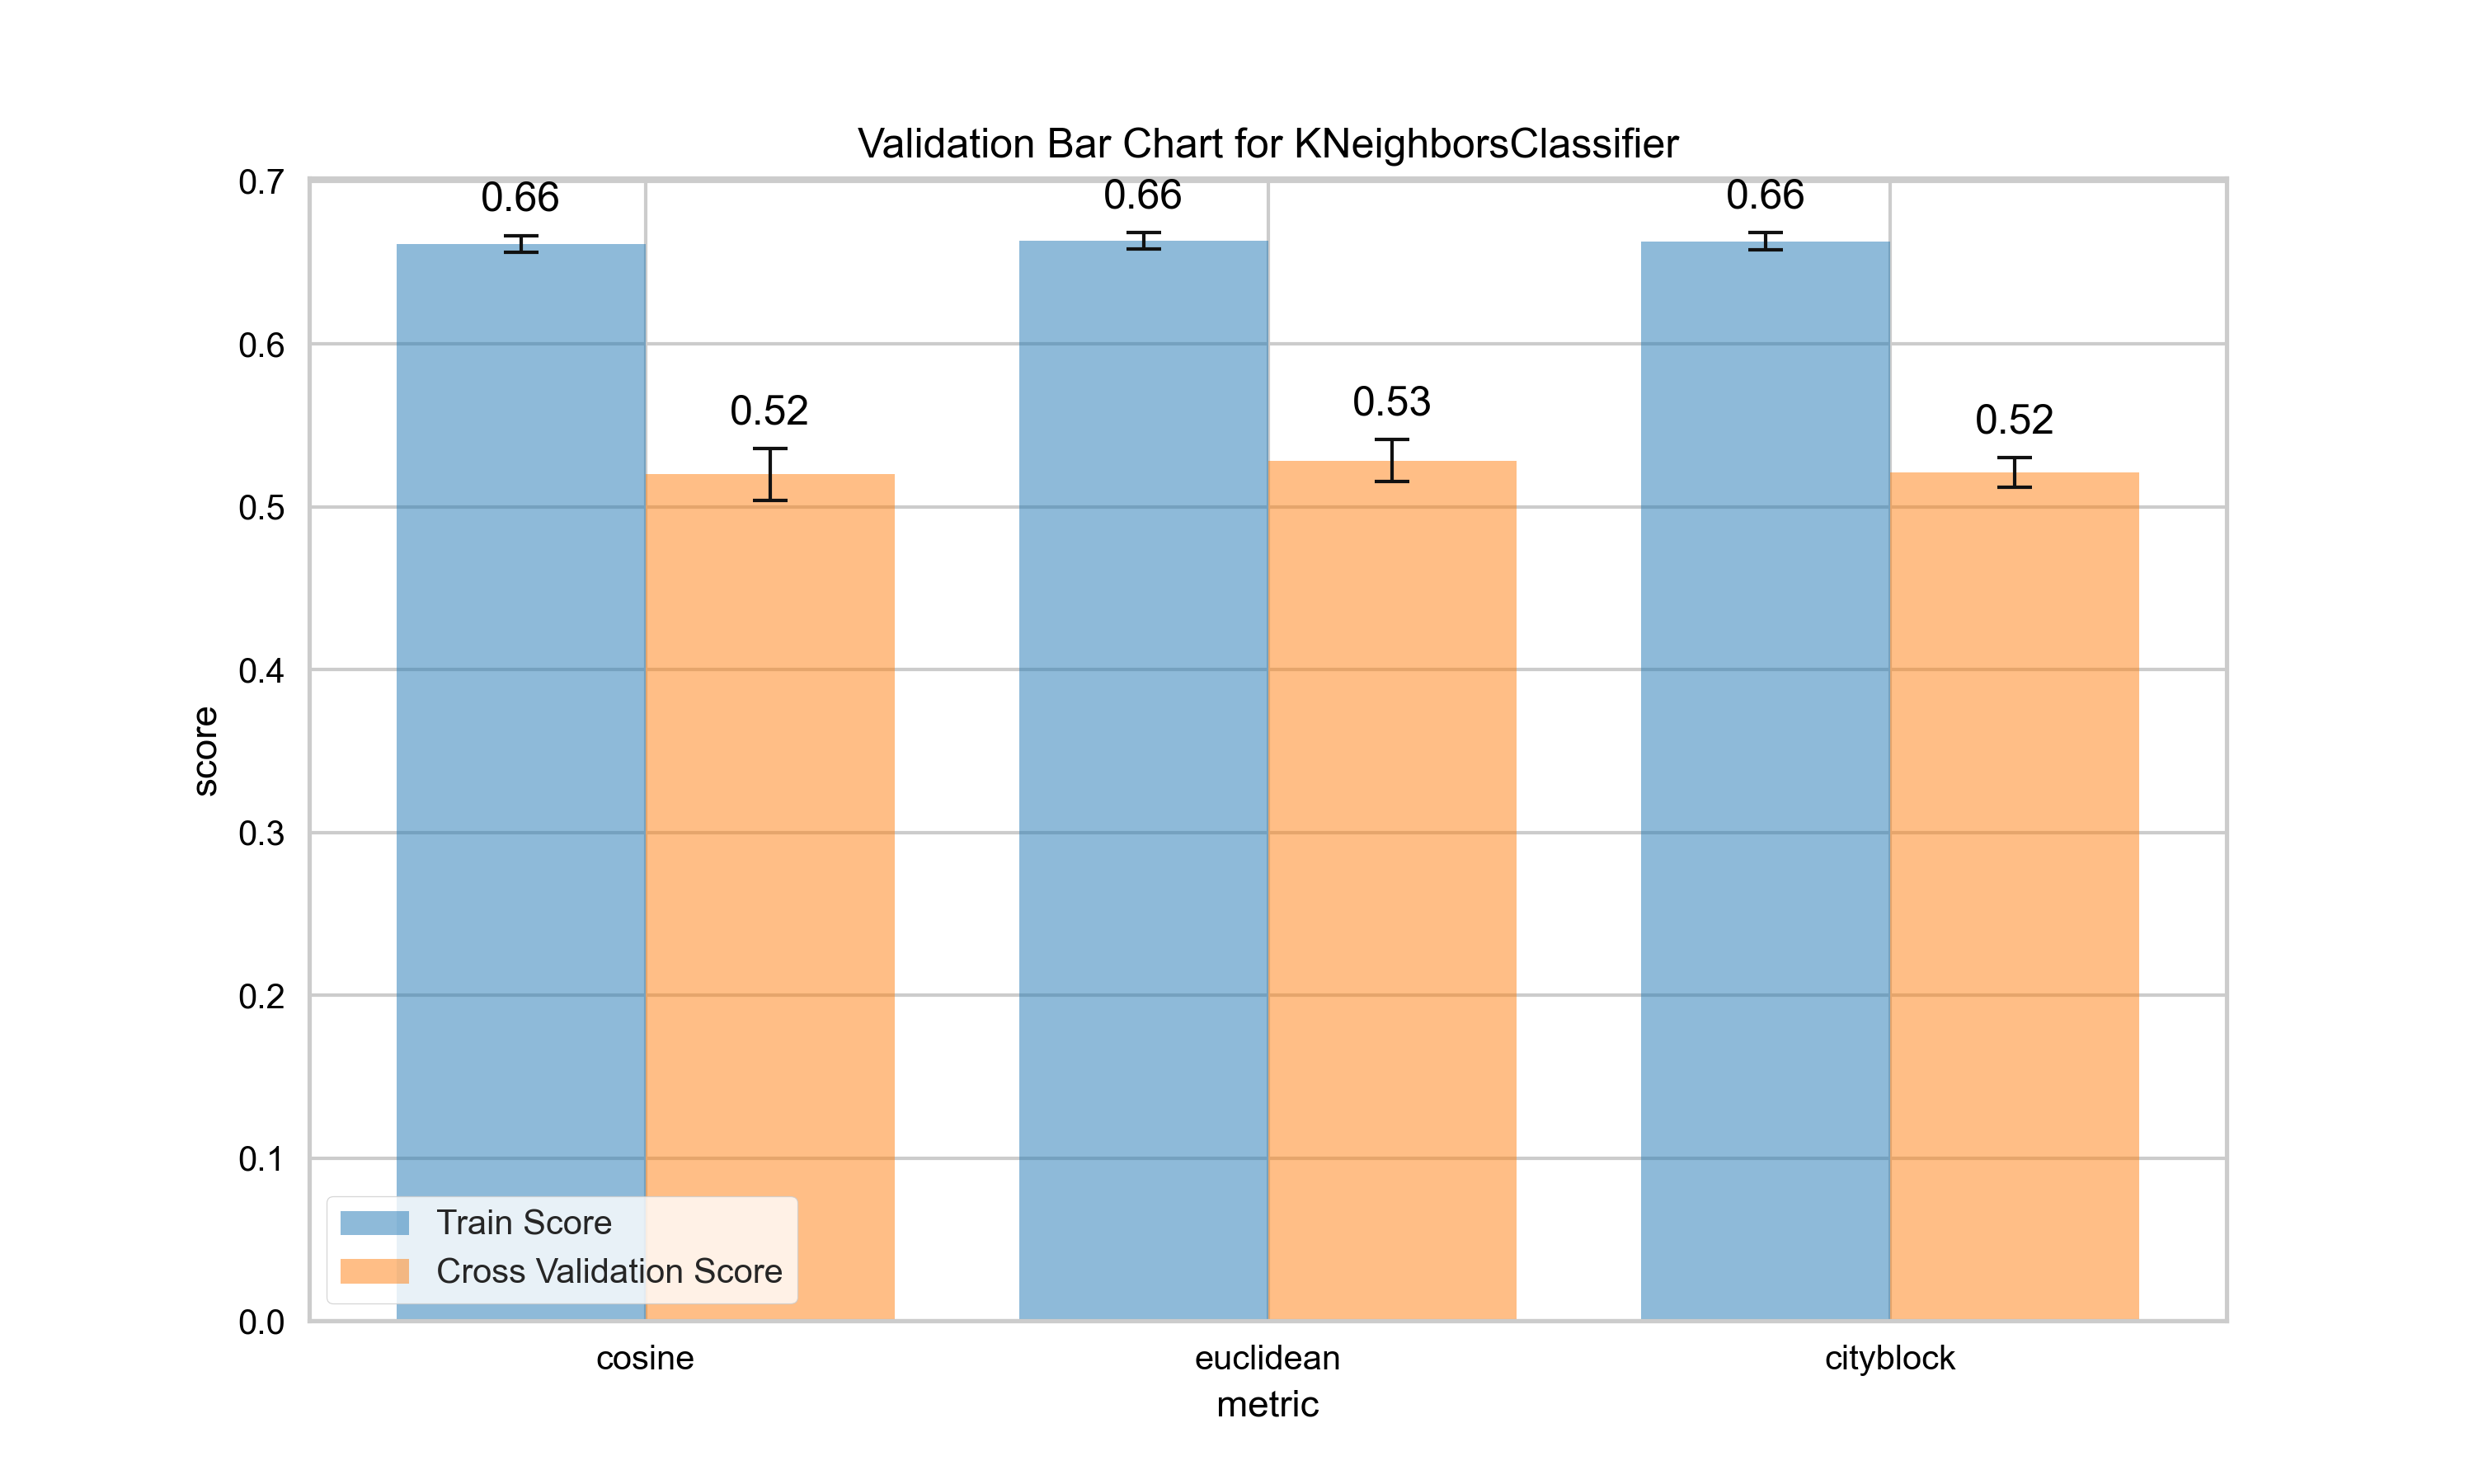 Validation Bar Chart for KNeighborsClassifier
0.7
0.6
0.5
0.4
0.3
0.2
0.1
0.0
score
0.66
0.52
0.66
0.53
0.66
0.52
Train Score
Cross Validation Score
cosine
euclidean
cityblock
metric